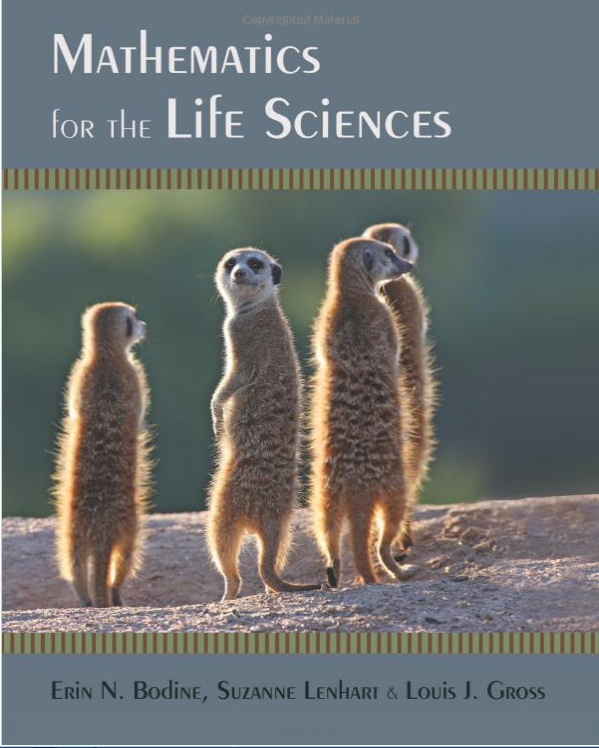 Copyrighted Material
Mathematics
for the Life Sciences
Erin N. Bodine, Suzanne Lenhart & Louis J. Gross